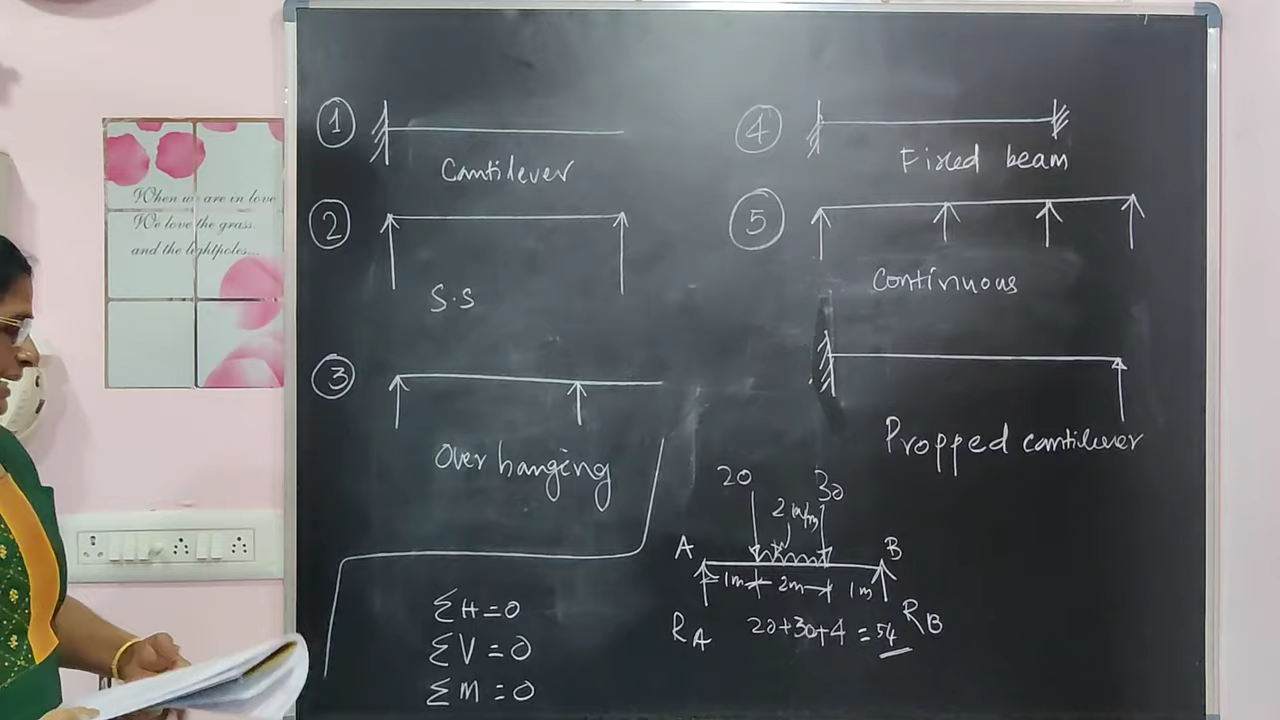 When we are in love
We love the grass,
and the lightpoles...
1
Cantilever
2
S.S
3
Over hanging
ΣH=0
ΣV=0
ΣM=0
4
Fixed beam
5
Continuous
Propped cantilever
20 30
A B
1m 2m 1m
RA RB
20+30+4=54